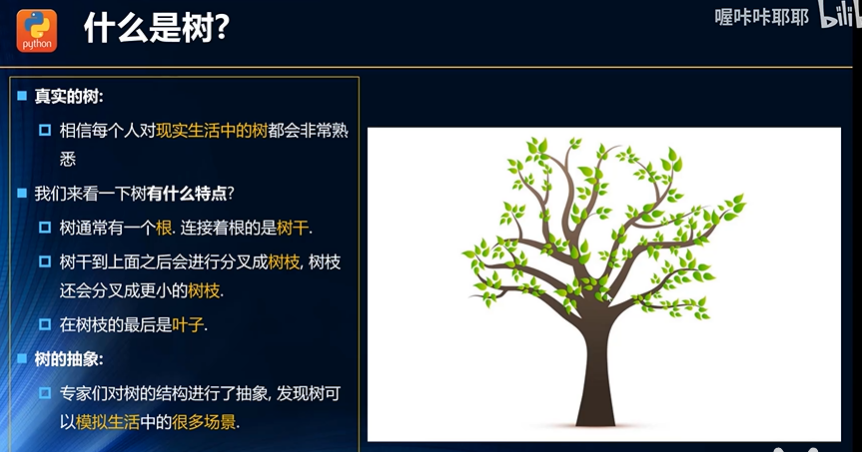 python
什么是树?
喔咔咔耶耶
bili
真实的树:
相信每个人对现实生活中的树都会非常熟
悉
我们来看一下树有什么特点?
树通常有一个根. 连接着根的是树干.
树干到上面之后会进行分叉成树枝, 树枝
还会分叉成更小的树枝.
在树枝的最后是叶子.
树的抽象:
专家们对树的结构进行了抽象, 发现树可
以模拟生活中的很多场景.